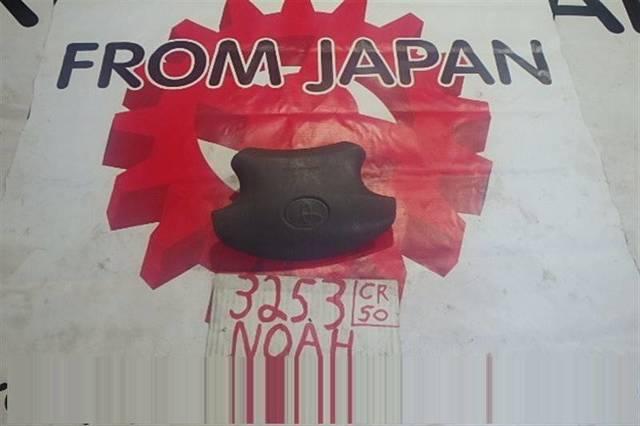 FROM JAPAN
3253 CR
50
NOAH